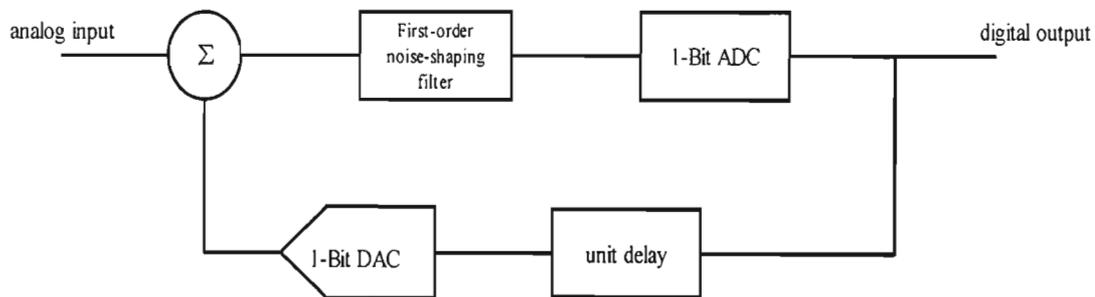 analog input
Σ
First-order
noise-shaping
filter
1-Bit ADC
digital output
1-Bit DAC
unit delay